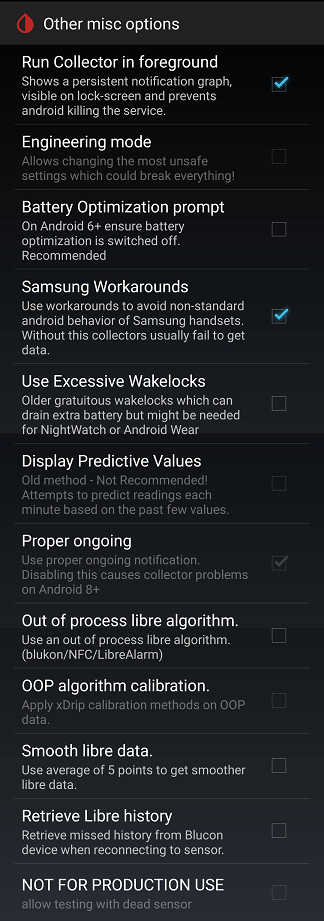 Other misc options
Run Collector in foreground
Shows a persistent notification graph,
visible on lock-screen and prevents
android killing the service.
Engineering mode
Allows changing the most unsafe
settings which could break everything!
Battery Optimization prompt
On Android 6+ ensure battery
optimization is switched off.
Recommended
Samsung Workarounds
Use workarounds to avoid non-standard
android behavior of Samsung handsets.
Without this collectors usually fail to get
data.
Use Excessive Wakelocks
Older gratuitous wakelocks which can
drain extra battery but might be needed
for NightWatch or Android Wear
Display Predictive Values
Old method - Not Recommended!
Attempts to predict readings each
minute based on the past few values.
Proper ongoing
Use proper ongoing notification.
Disabling this causes collector problems
on Android 8+
Out of process libre algorithm.
Use an out of process libre algorithm.
(blukon/NFC/LibreAlarm)
OOP algorithm calibration.
Apply xDrip calibration methods on OOP
data.
Smooth libre data.
Use average of 5 points to get smoother
libre data.
Retrieve Libre history
Retrieve missed history from Blucon
device when reconnecting to sensor.
NOT FOR PRODUCTION USE
allow testing with dead sensor